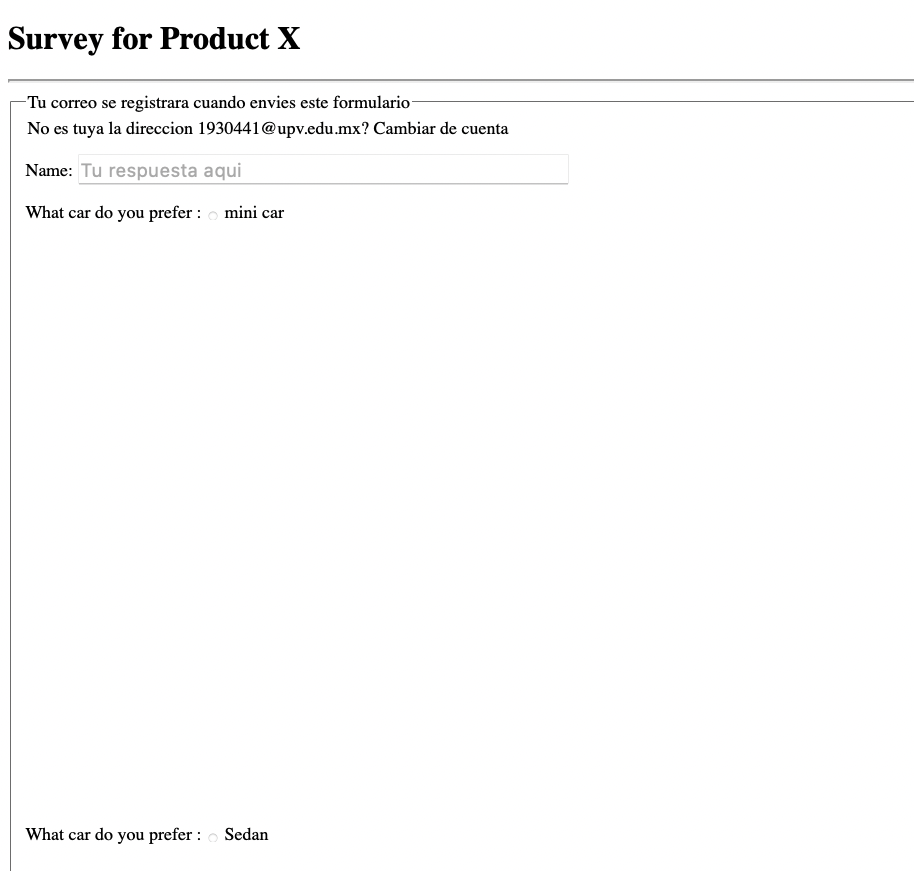 Survey for Product X
Tu correo se registrara cuando envies este formulario
No es tuya la direccion 1930441@upv.edu.mx? Cambiar de cuenta
Name: Tu respuesta aqui
What car do you prefer : mini car
What car do you prefer : Sedan